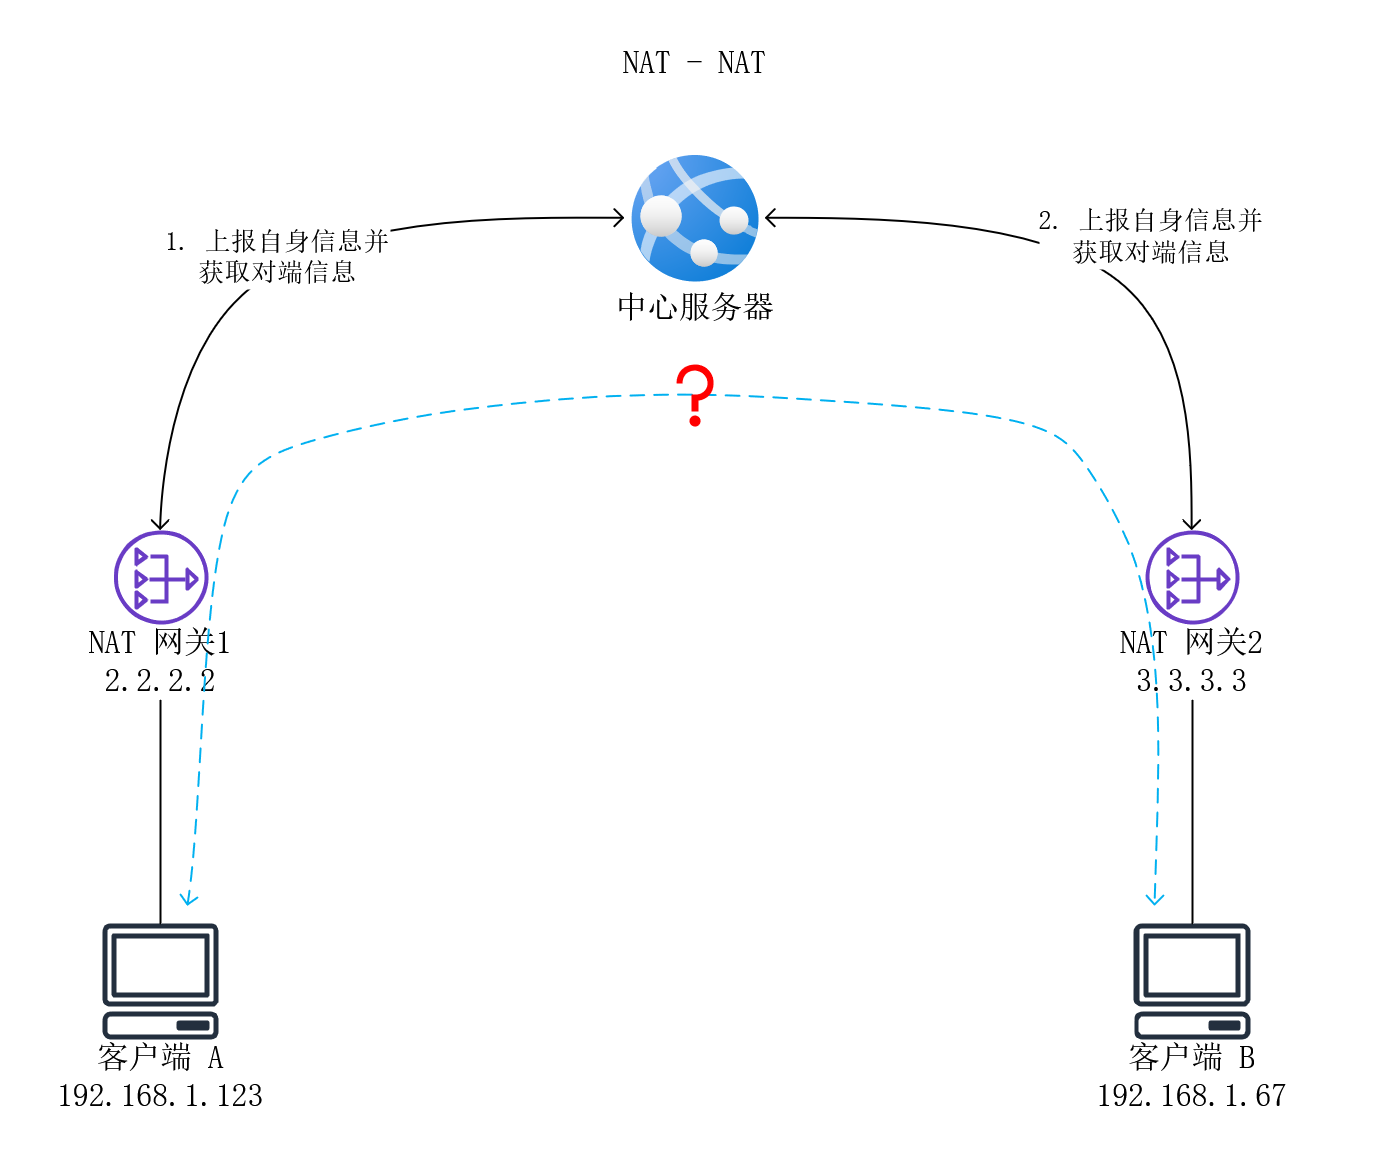 NAT - NAT
1. 上报自身信息并
获取对端信息
2. 上报自身信息并
获取对端信息
中心服务器
?
NAT 网关1
2.2.2.2
NAT 网关2
3.3.3.3
客户端 A
192.168.1.123
客户端 B
192.168.1.67